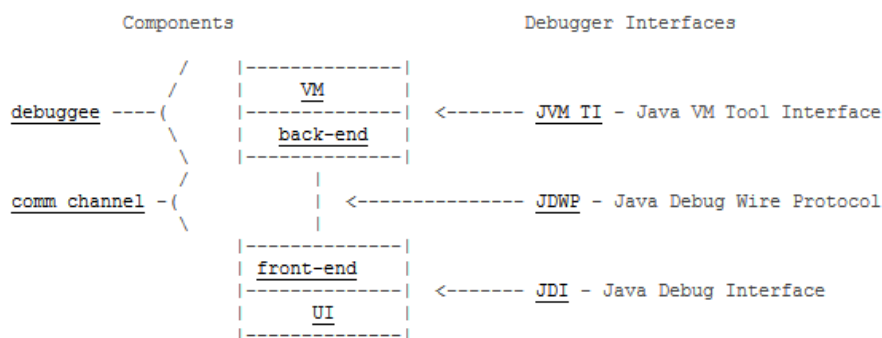 Components Debugger Interfaces
/ |--------------|
/ | VM |
debuggee ----( |--------------| <------- JVM TI - Java VM Tool Interface
\ | back-end |
\ |--------------|
/ |
comm channel -( | <--------------- JDWP - Java Debug Wire Protocol
\ |
|--------------|
| front-end |
|--------------| <------- JDI - Java Debug Interface
| UI |
|--------------|